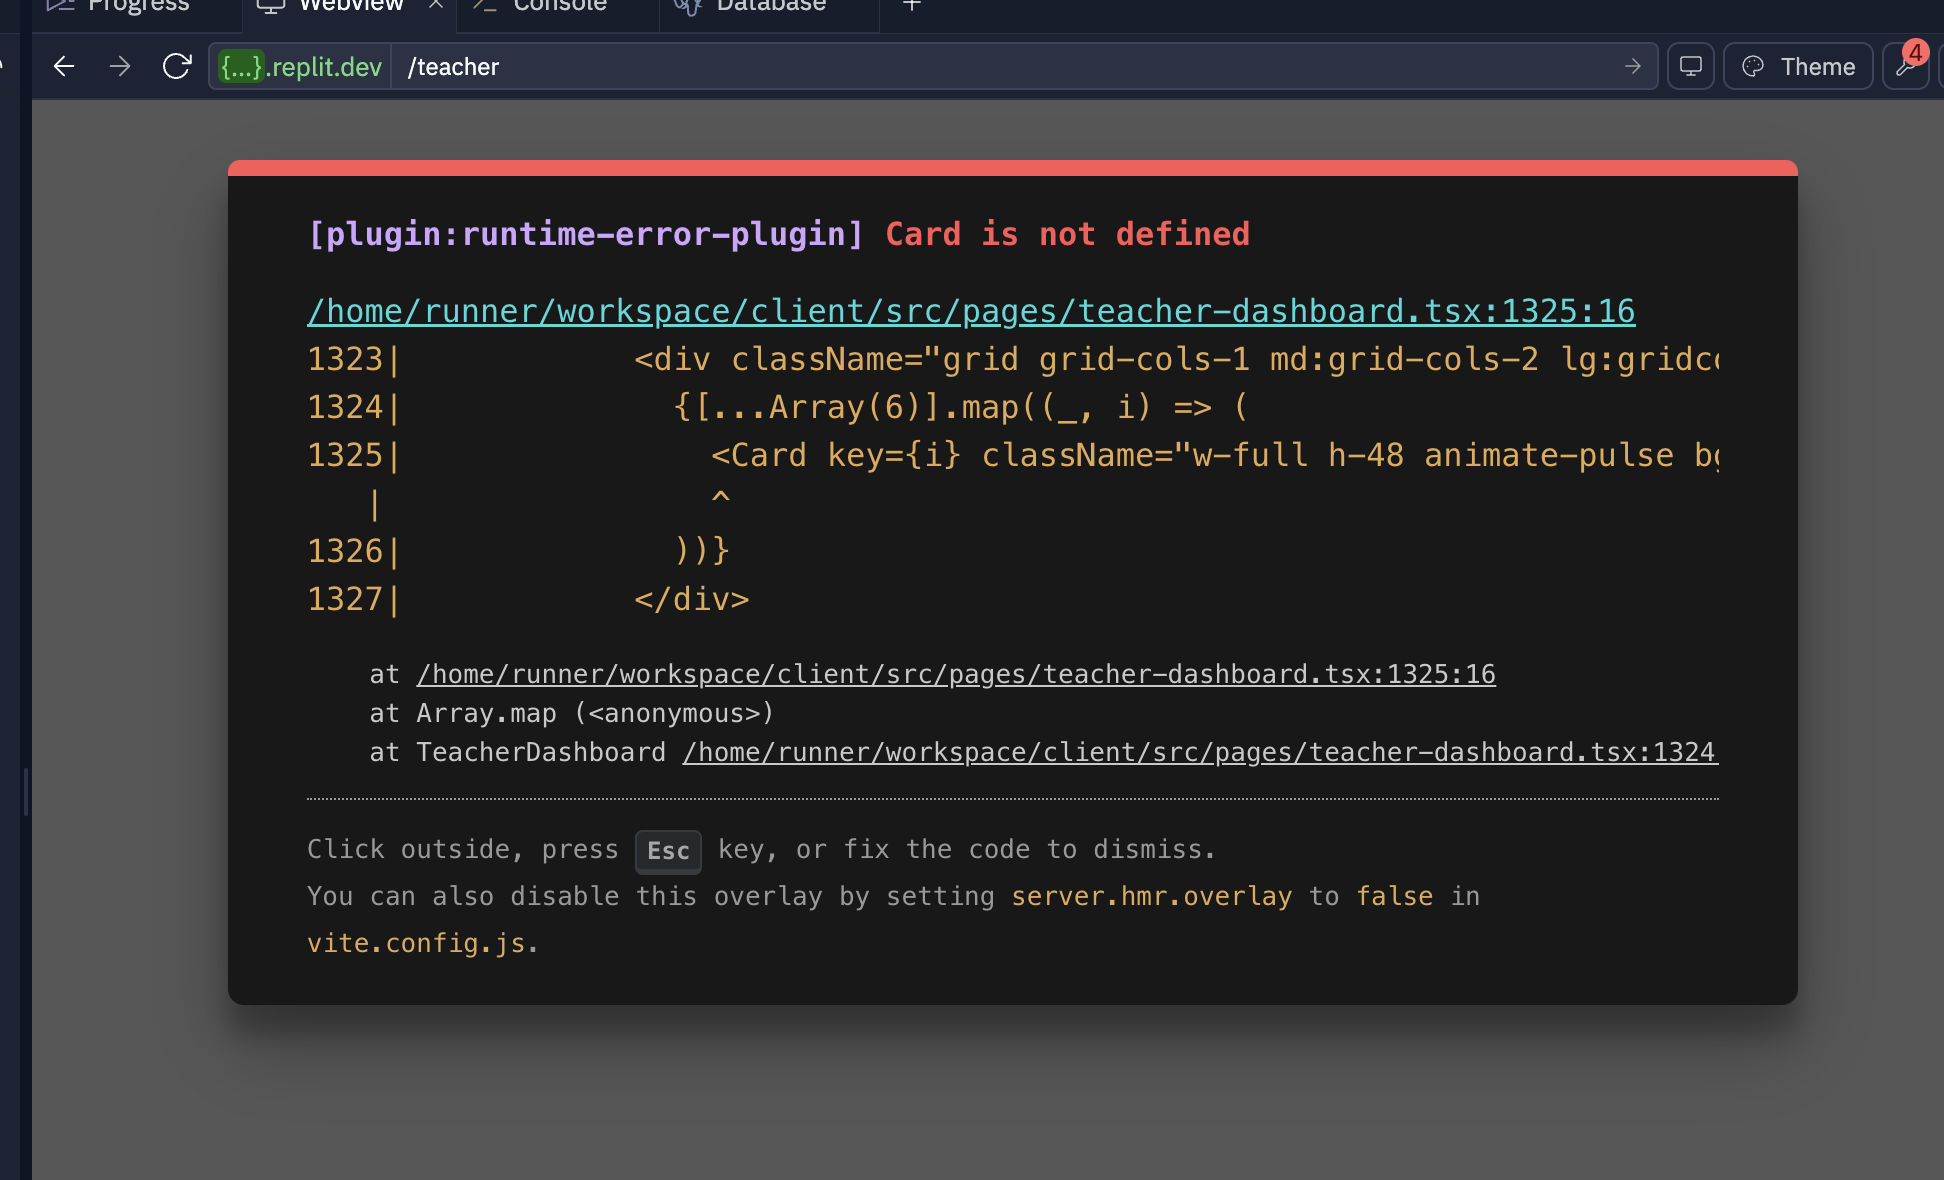 Progress Webview × Console Database +
{...}.replit.dev /teacher Theme 4
[plugin:runtime-error-plugin] Card is not defined
/home/runner/workspace/client/src/pages/teacher-dashboard.tsx:1325:16
1323|            <div className="grid grid-cols-1 md:grid-cols-2 lg:gridc
1324|              {[...Array(6)].map((_, i) => (
1325|                <Card key={i} className="w-full h-48 animate-pulse b
|                ^
1326|              ))}
1327|            </div>
at /home/runner/workspace/client/src/pages/teacher-dashboard.tsx:1325:16
at Array.map (<anonymous>)
at TeacherDashboard /home/runner/workspace/client/src/pages/teacher-dashboard.tsx:1324
Click outside, press Esc key, or fix the code to dismiss.
You can also disable this overlay by setting server.hmr.overlay to false in
vite.config.js.